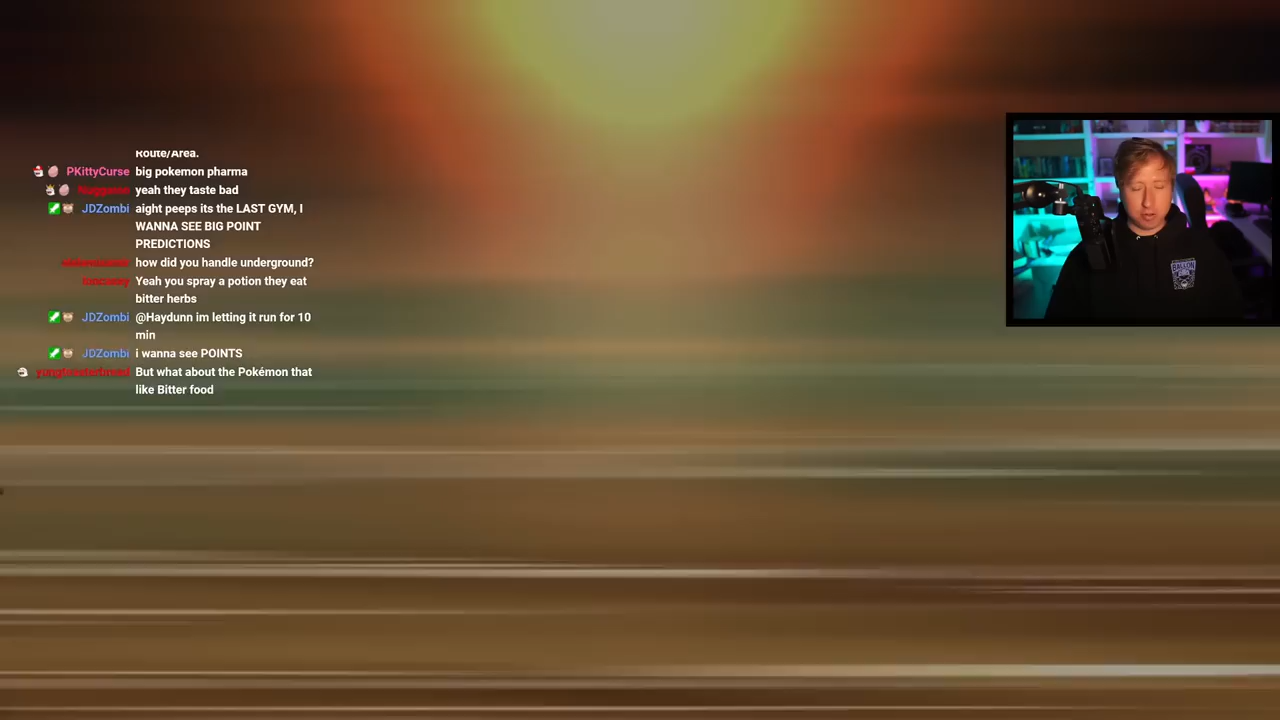 Route/Area.
PKittyCurse big pokemon pharma
yeah they taste bad
JDZombi aight peeps its the LAST GYM, I
WANNA SEE BIG POINT
PREDICTIONS
how did you handle underground?
Yeah you spray a potion they eat
bitter herbs
JDZombi @Haydunn im letting it run for 10
min
JDZombi i wanna see POINTS
But what about the Pokémon that
like Bitter food